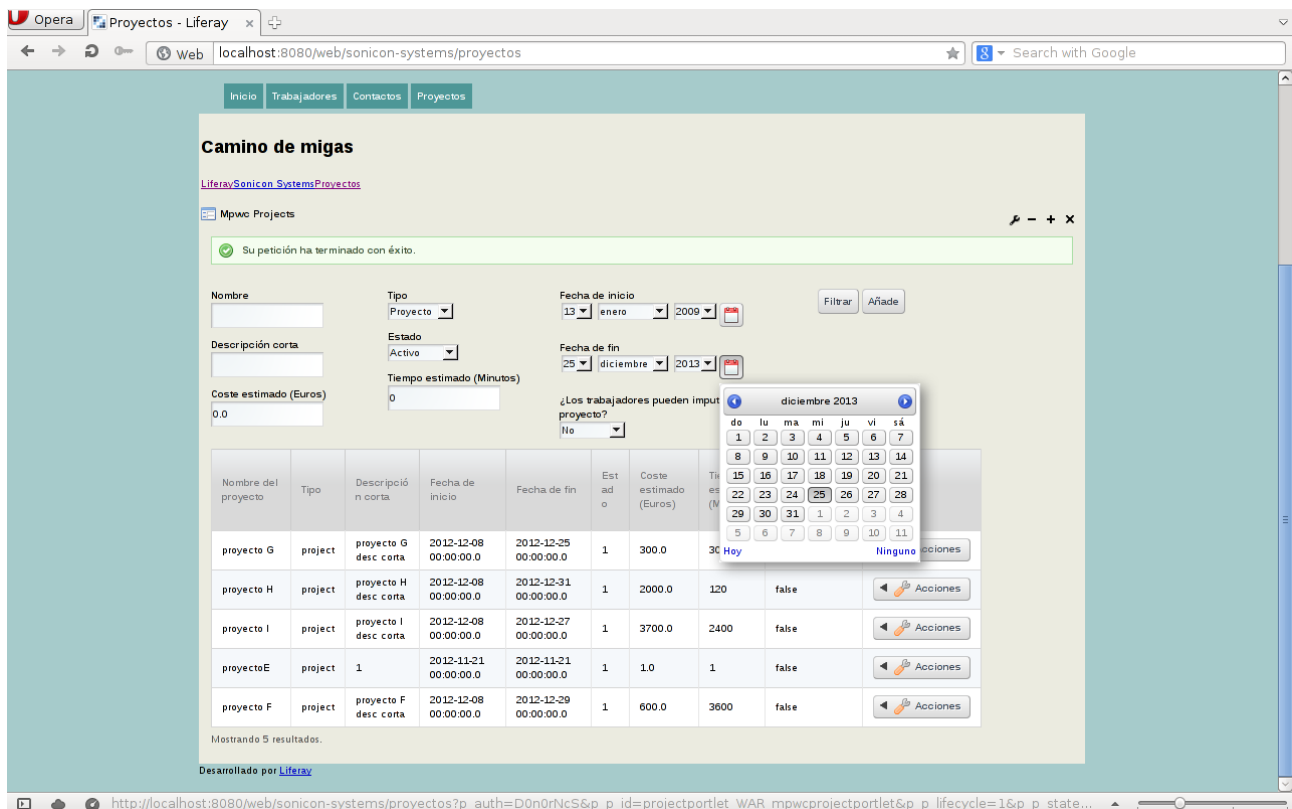 Opera
Proyectos - Liferay
Web
localhost:8080/web/sonicon-systems/proyectos
Search with Google
Inicio
Trabajadores
Contactos
Proyectos
Camino de migas
LiferaySonicon SystemsProyectos
Mpwc Projects
Su petición ha terminado con éxito.
Nombre
Tipo
Proyecto
Fecha de inicio
13 enero 2009
Filtrar
Añade
Descripción corta
Estado
Activo
Fecha de fin
25 diciembre 2013
Coste estimado (Euros)
0.0
Tiempo estimado (Minutos)
0
¿Los trabajadores pueden
proyecto?
No
diciembre 2013
do lu ma mi ju vi sá
1 2 3 4 5 6 7
8 9 10 11 12 13 14
15 16 17 18 19 20 21
22 23 24 25 26 27 28
29 30 31 1 2 3 4
5 6 7 8 9 10 11
Hoy Ninguno
Nombre del proyecto
Tipo
Descripció
n corta
Fecha de
inicio
Fecha de fin
Est
ad
o
Coste
estimado
(Euros)
proyecto G project proyecto G desc corta 2012-12-08 00:00:00.0 2012-12-25 00:00:00.0 1 300.0
proyecto H project proyecto H desc corta 2012-12-08 00:00:00.0 2012-12-31 00:00:00.0 1 2000.0 120 false Acciones
proyecto I project proyecto I desc corta 2012-12-08 00:00:00.0 2012-12-27 00:00:00.0 1 3700.0 2400 false Acciones
proyectoE project 1 2012-11-21 00:00:00.0 2012-11-21 00:00:00.0 1 1.0 1 false Acciones
proyecto F project proyecto F desc corta 2012-12-08 00:00:00.0 2012-12-29 00:00:00.0 1 600.0 3600 false Acciones
Mostrando 5 resultados.
Desarrollado por Liferay
http://localhost:8080/web/sonicon-systems/proyectos?p_auth=D0n0rNcS&p_p_id=projectportlet_WAR_mpwcprojectportlet&p_p_lifecycle=1&p_p_state...